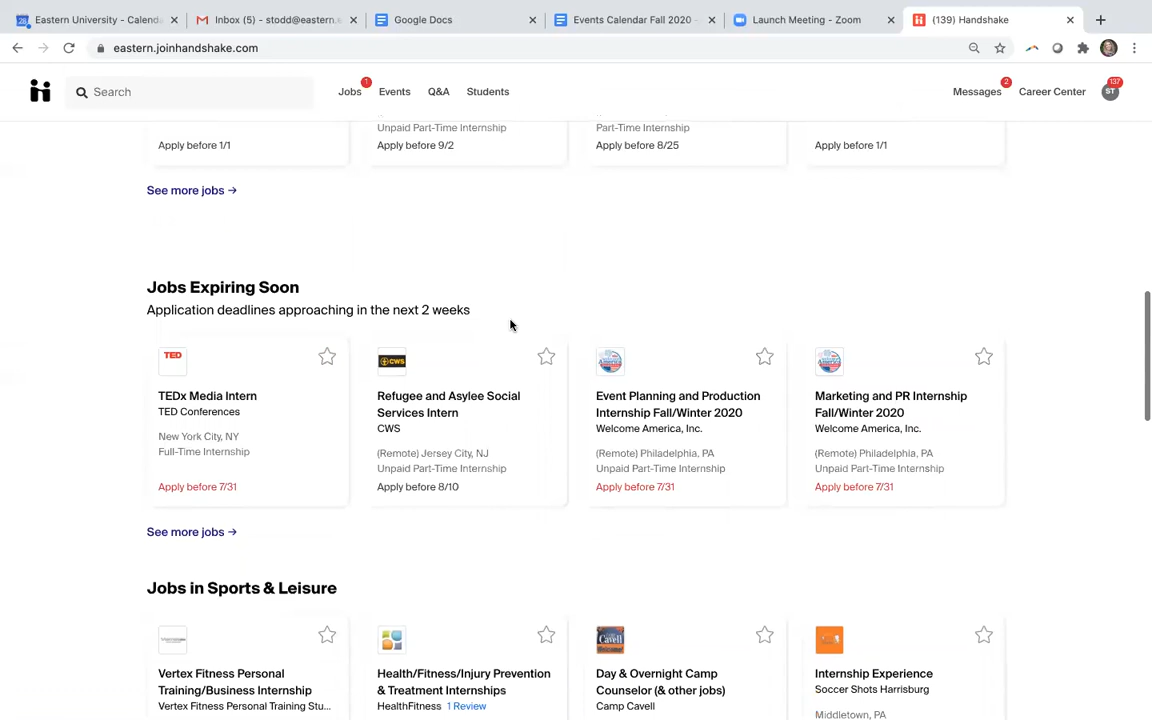 Eastern University - Calenda
Inbox (5) - stodd@eastern.e
Google Docs
Events Calendar Fall 2020 -
Launch Meeting - Zoom
(139) Handshake
eastern.joinhandshake.com
Search
Jobs
1
Events
Q&A
Students
Messages
2
Career Center
ST
137
Unpaid Part-Time Internship
Part-Time Internship
Apply before 1/1
Apply before 9/2
Apply before 8/25
Apply before 1/1
See more jobs →
Jobs Expiring Soon
Application deadlines approaching in the next 2 weeks
TED
TEDx Media Intern
TED Conferences
New York City, NY
Full-Time Internship
Apply before 7/31
CWS
Refugee and Asylee Social
Services Intern
CWS
(Remote) Jersey City, NJ
Unpaid Part-Time Internship
Apply before 8/10
Event Planning and Production
Internship Fall/Winter 2020
Welcome America, Inc.
(Remote) Philadelphia, PA
Unpaid Part-Time Internship
Apply before 7/31
Marketing and PR Internship
Fall/Winter 2020
Welcome America, Inc.
(Remote) Philadelphia, PA
Unpaid Part-Time Internship
Apply before 7/31
See more jobs →
Jobs in Sports & Leisure
Vertex Fitness Personal
Training/Business Internship
Vertex Fitness Personal Training Stu...
Health/Fitness/Injury Prevention
& Treatment Internships
HealthFitness 1 Review
Cavell
Day & Overnight Camp
Counselor (& other jobs)
Camp Cavell
Internship Experience
Soccer Shots Harrisburg
Middletown, PA